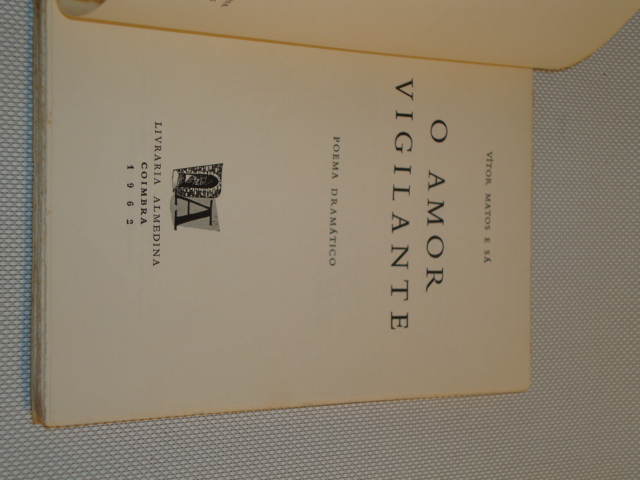 VÍTOR MATOS E SÁ
O AMOR
VIGILANTE
POEMA DRAMÁTICO
A
LIVRARIA ALMEDINA
COIMBRA
1962